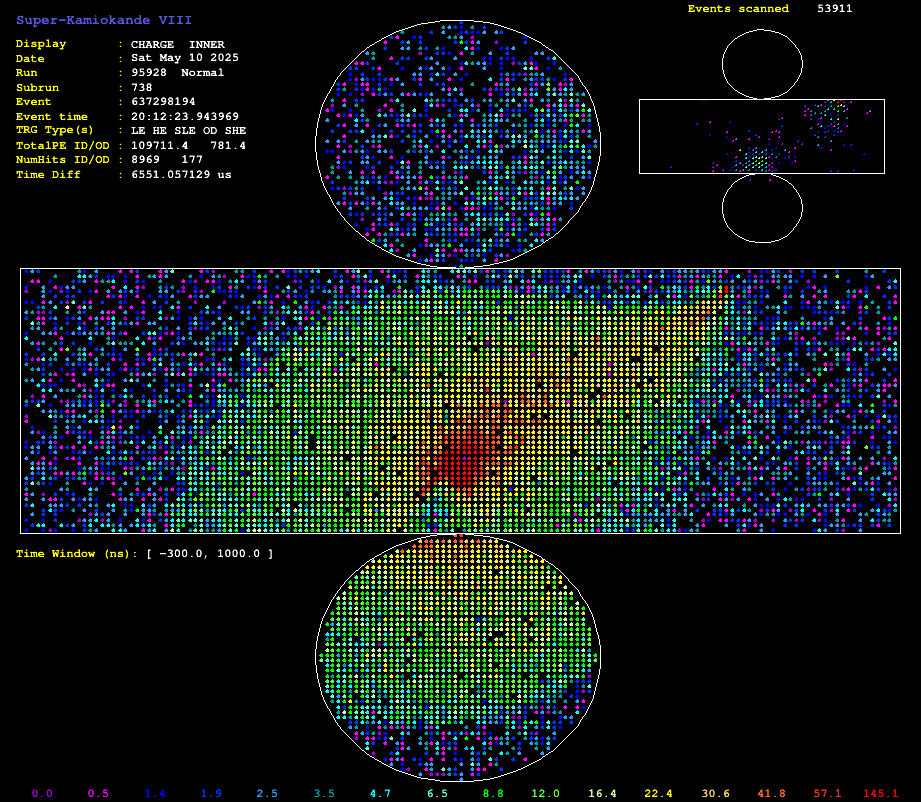 Super-Kamiokande VIII
Events scanned 53911
Display : CHARGE INNER
Date : Sat May 10 2025
Run : 95928 Normal
Subrun : 738
Event : 637298194
Event time : 20:12:23.943969
TRG Type(s) : LE HE SLE OD SHE
TotalPE ID/OD : 109711.4 781.4
NumHits ID/OD : 8969 177
Time Diff : 6551.057129 us
Time Window (ns): [ −300.0, 1000.0 ]
0.0 0.5 1.4 1.9 2.5 3.5 4.7 6.5 8.8 12.0 16.4 22.4 30.6 41.8 57.1 145.1